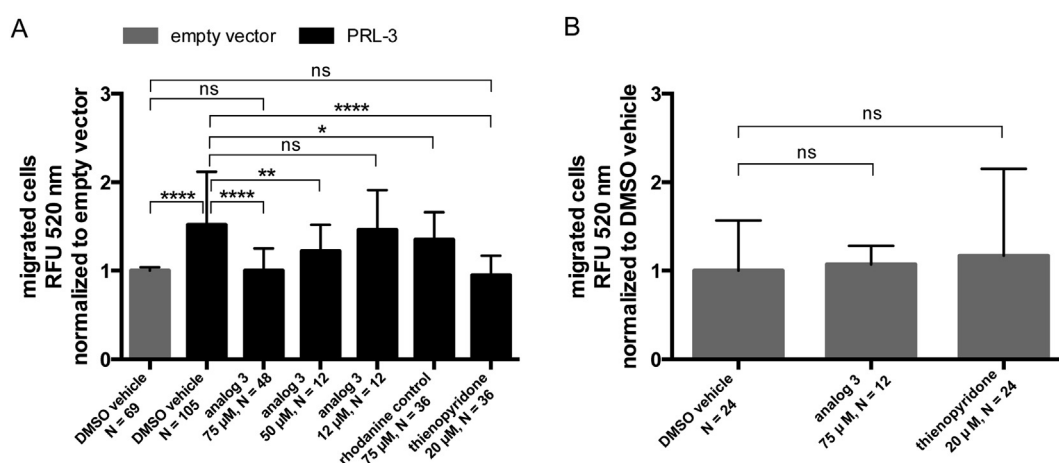 A
B
empty vector
PRL-3
ns
ns
****
*
ns
**
****
****
3
2
1
0
migrated cells
RFU 520 nm
normalized to empty vector
DMSO vehicle
N = 69
DMSO vehicle
N = 105
analog 3
75 µM, N = 48
analog 3
50 µM, N = 12
analog 3
12 µM, N = 12
rhodanine control
75 µM, N = 36
thienopyridone
20 µM, N = 36
ns
ns
3
2
1
0
migrated cells
RFU 520 nm
normalized to DMSO vehicle
DMSO vehicle
N = 24
analog 3
75 µ M, N = 12
thienopyridone
20 µ M, N = 24